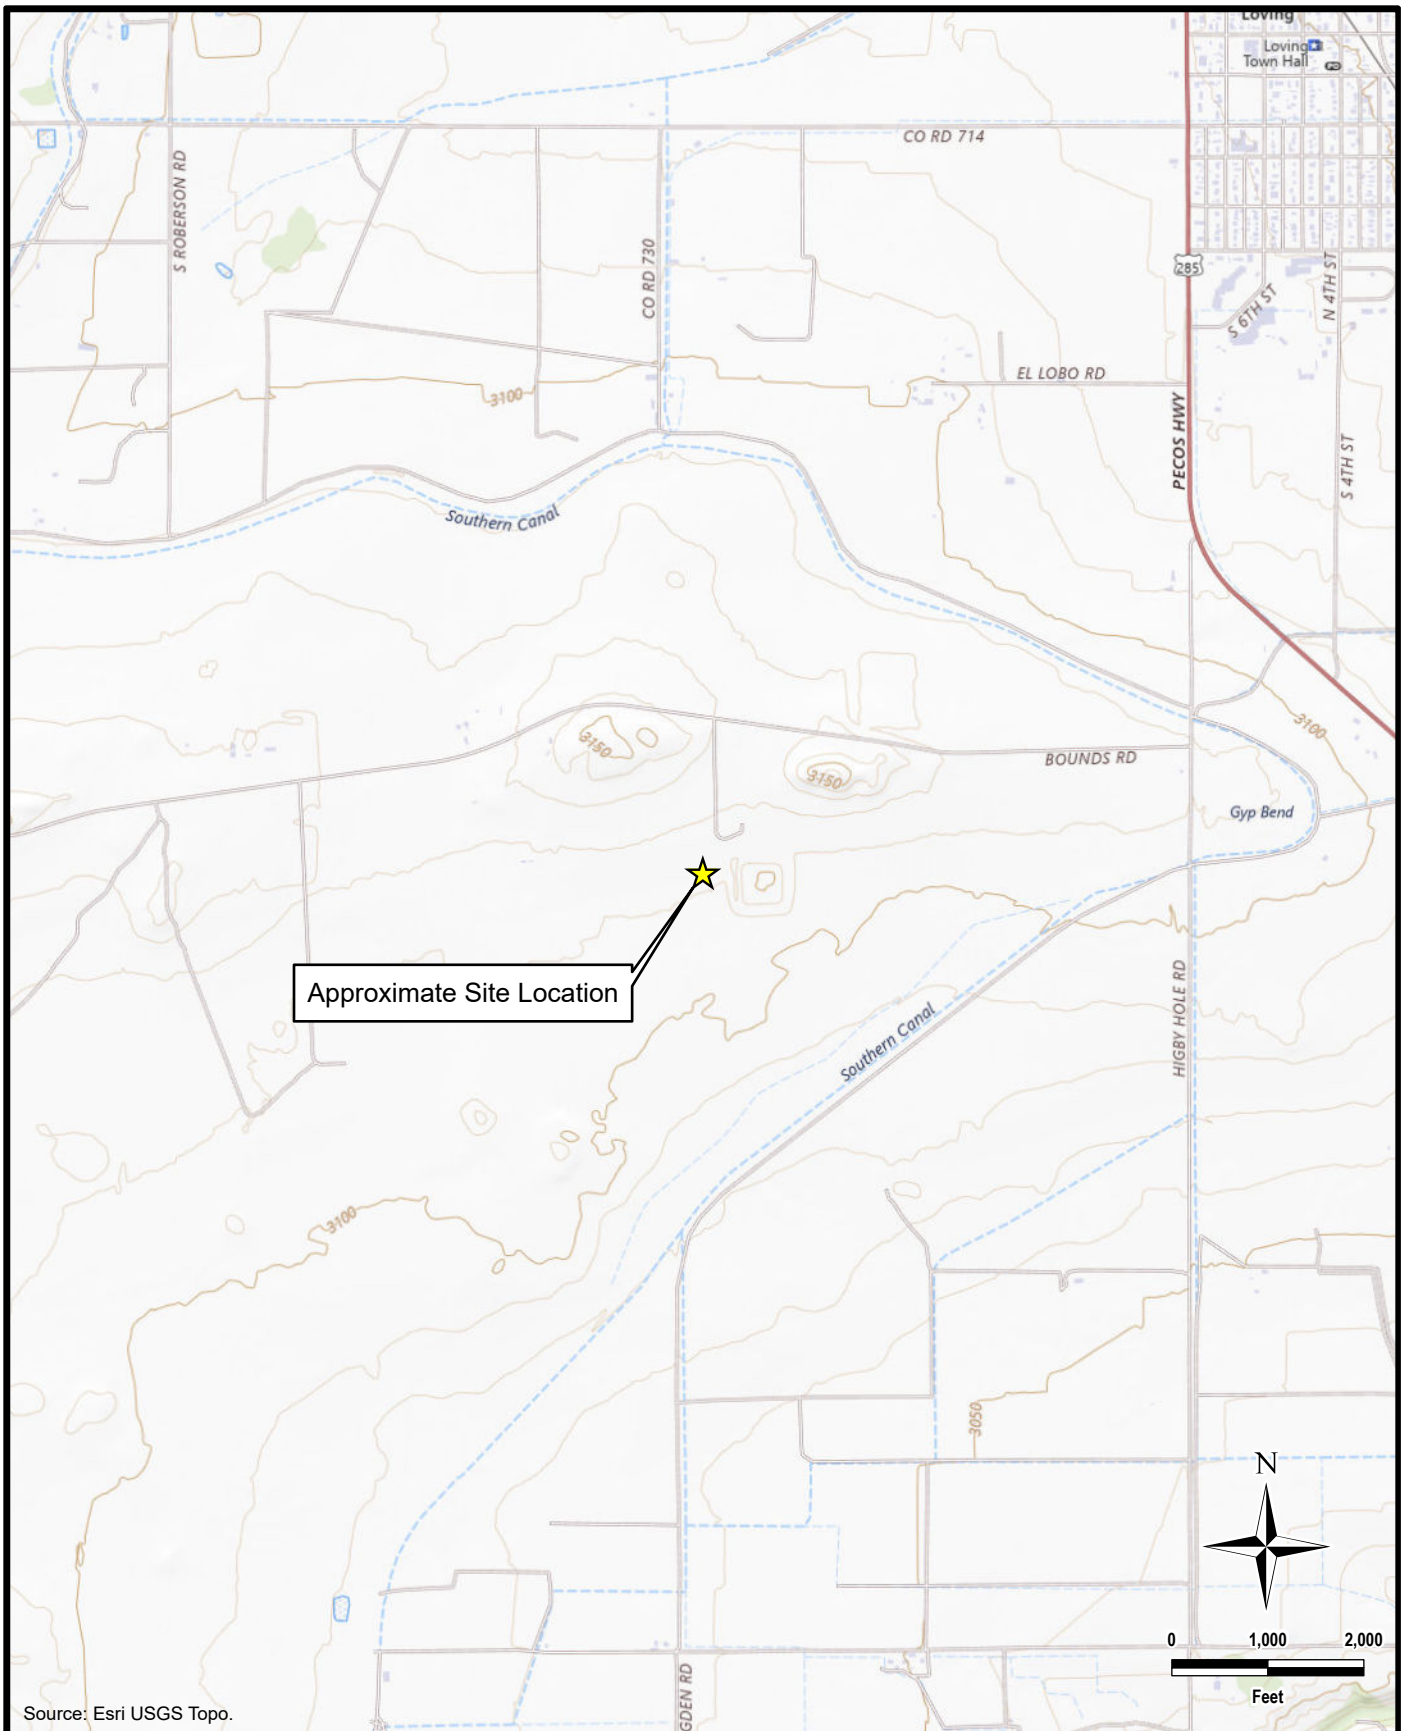 Loving
Loving
Town Hall
PO
CO RD 714
S ROBERSON RD
CO RD 730
285
N 4TH ST
S 6TH ST
EL LOBO RD
3100
PECOS HWY
S 4TH ST
Southern Canal
3100
3150
BOUNDS RD
3150
Gyp Bend
Approximate Site Location
HIGBY HOLE RD
Southern Canal
3100
3050
N
0 1,000 2,000
Feet
GDEN RD
Source: Esri USGS Topo.